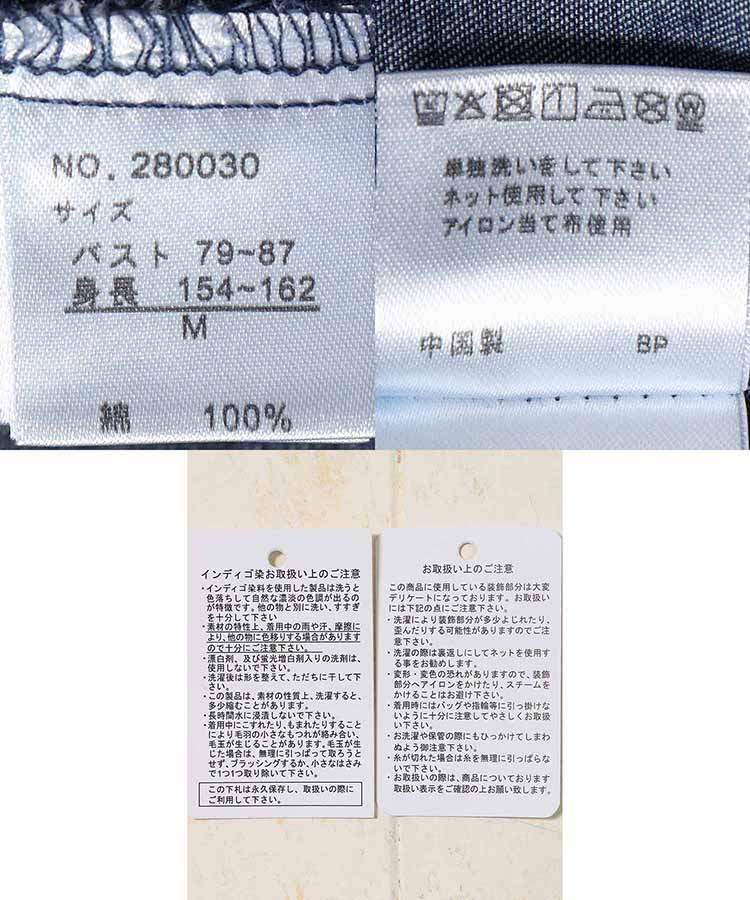 NO. 280030
サイズ
バスト 79~87
身長 154~162
M
綿 100%
単独洗いをして下さい
ネット使用して下さい
アイロン当て布使用
中国製 BP
インディゴ染お取扱い上のご注意
・インディゴ染料を使用した製品は洗うと
色落ちして自然な濃淡の色調が出るの
が特徴です。他の物と別に洗い、すすぎ
を十分して下さい
・素材の特性上、着用中の雨や汗、摩擦に
より、他の物に色移りする場合があります
ので十分にご注意下さい。
・漂白剤、及び蛍光増白剤入りの洗剤は、
使用しないで下さい。
・洗濯後は形を整えて、ただちに干して下
さい。
・この製品は、素材の性質上、洗濯すると、
多少縮むことがあります。
・長時間水に浸漬しないで下さい。
・着用中にこすれたり、もまれたりすること
により毛羽の小さなもつれが絡み合い、
毛玉が生じることがあります。毛玉が生
じた場合は、無理に引っぱって取ろうと
せず、ブラッシングするか、小さなはさみ
で1つ1つ取り除いて下さい。
この下札は永久保存し、取扱いの際に
ご利用して下さい。
お取扱い上のご注意
この商品に使用している装飾部分は大変
デリケートになっております。お取扱い
には下記の点にご注意下さい。
・洗濯により装飾部分が多少よじれたり、
歪んだりする可能性がありますのでご注
意下さい。
・洗濯の際は裏返しにしてネットを使用す
る事をお勧めします。
・変形・変色の恐れがありますので、装飾
部分へアイロンをかけたり、スチームを
かけることはお避け下さい。
・着用時にはバッグや指輪等に引っ掛けな
いように十分に注意してやさしくお取扱
い下さい。
・お洗濯や保管の際にもひっかけてしまわ
ぬよう御注意下さい。
・糸が切れた場合は糸を無理に引っぱらな
いで下さい。
・お取扱いの際は、商品についております
取扱い表示をご確認の上お願い致します。